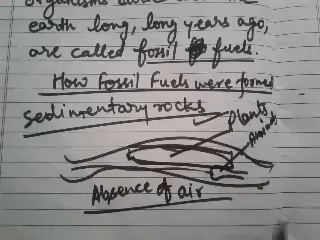 earth long, long years ago,
are called fossil fuels.
How Fossil Fuels were formed
Sedimentary rocks
Plants
Absence of air